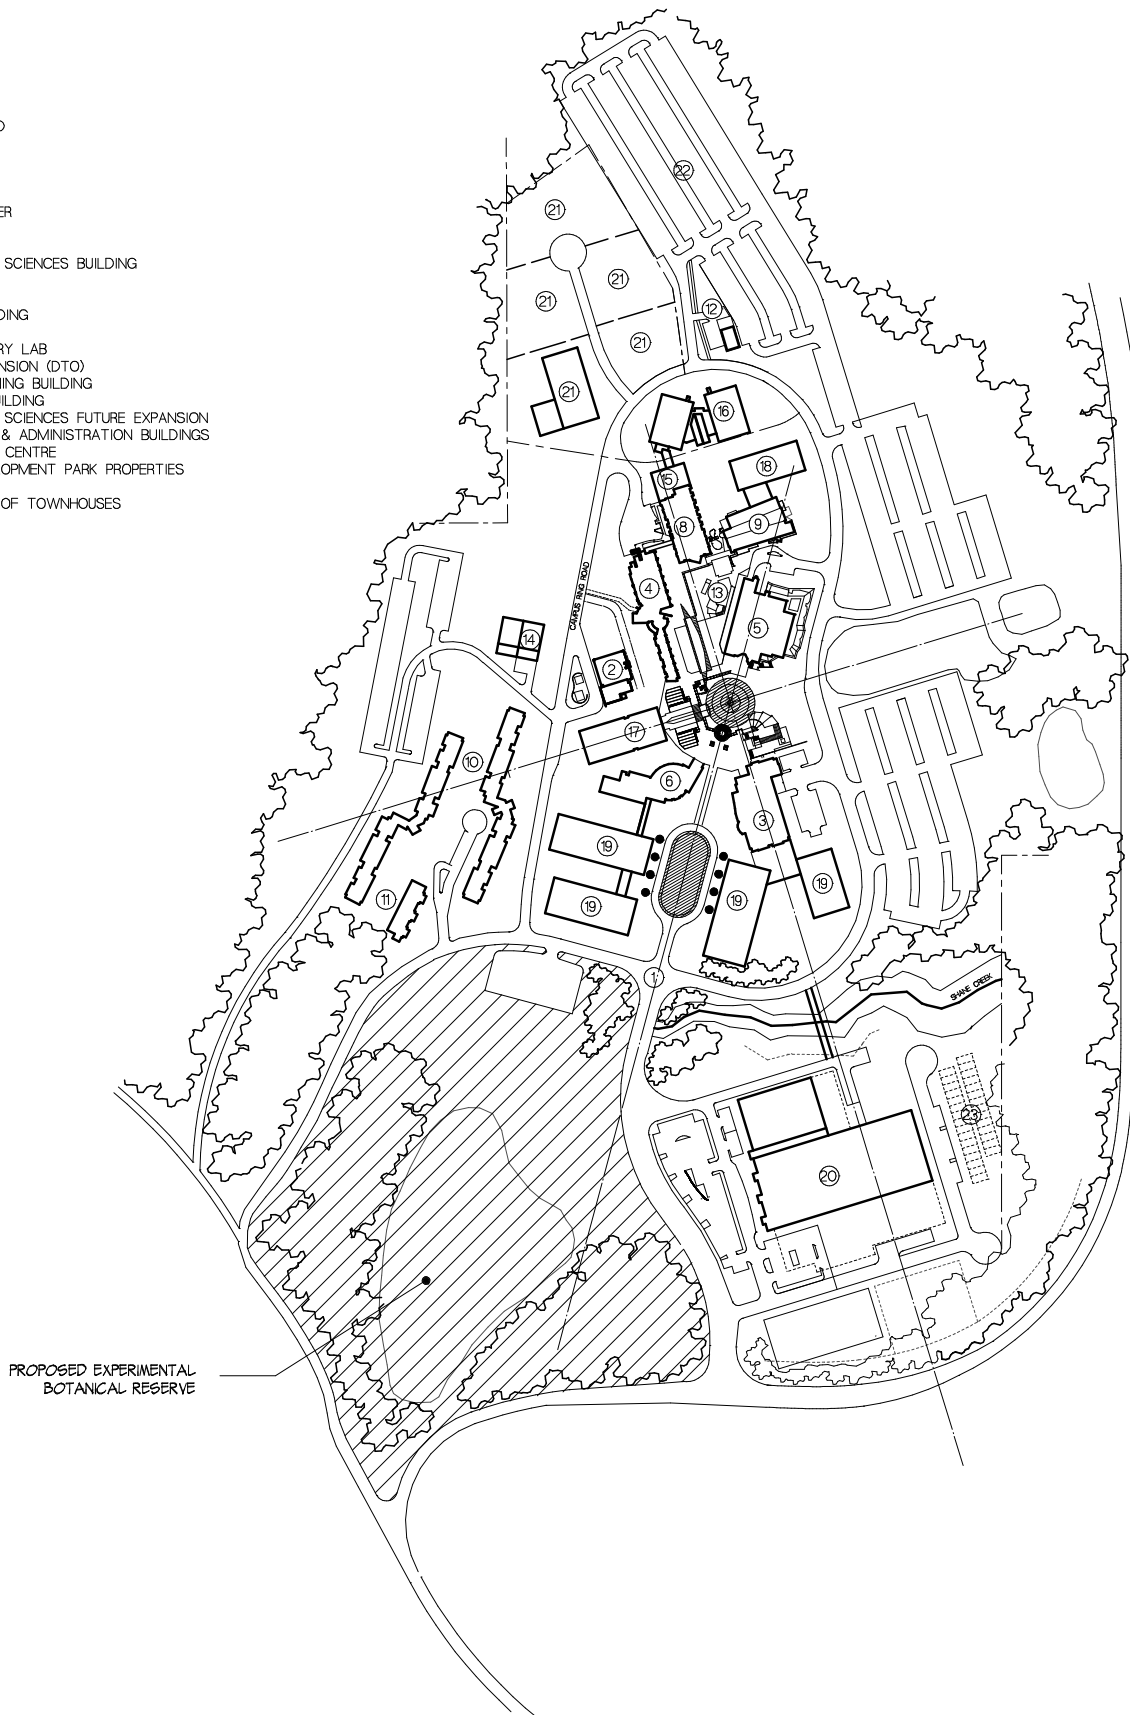 ER
SCIENCES BUILDING
DING
RY LAB
NSION (DTO)
NING BUILDING
UILDING
SCIENCES FUTURE EXPANSION
& ADMINISTRATION BUILDINGS
CENTRE
OPMENT PARK PROPERTIES
OF TOWNHOUSES
22
21
21
21
12
21
21
16
18
15
8
9
4
13
5
CAMPUS RING ROAD
14
2
17
10
6
3
19
19
11
19
19
1
SHANE CREEK
23
20
PROPOSED EXPERIMENTAL
BOTANICAL RESERVE